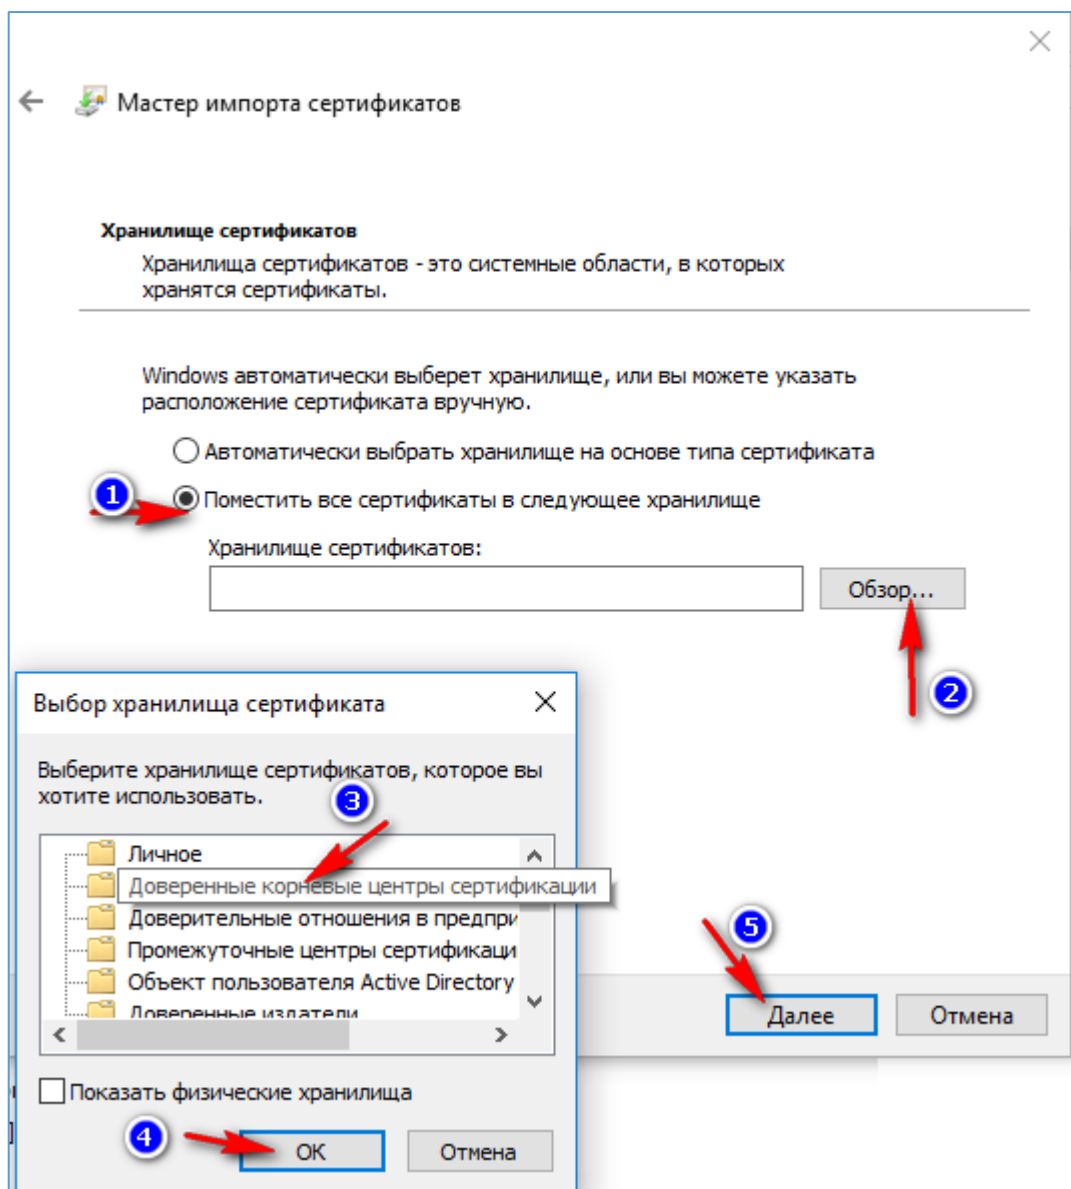 Мастер импорта сертификатов
Хранилище сертификатов
Хранилища сертификатов - это системные области, в которых
хранятся сертификаты.
Windows автоматически выберет хранилище, или вы можете указать
расположение сертификата вручную.
Автоматически выбрать хранилище на основе типа сертификата
1
Поместить все сертификаты в следующее хранилище
Хранилище сертификатов:
Обзор...
2
Выбор хранилища сертификата
Выберите хранилище сертификатов, которое вы
хотите использовать.
3
Личное
Доверенные корневые центры сертификации
Доверительные отношения в предпри
Промежуточные центры сертификаци
Объект пользователя Active Directory
Доверенные издатели
5
Далее
Отмена
Показать физические хранилища
4
ОК
Отмена